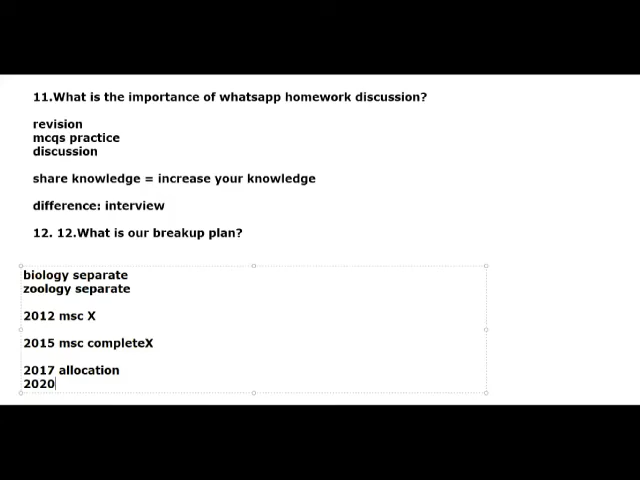 11.What is the importance of whatsapp homework discussion?
revision
mcqs practice
discussion
share knowledge = increase your knowledge
difference: interview
12. 12.What is our breakup plan?
biology separate
zoology separate
2012 msc X
2015 msc completeX
2017 allocation
2020